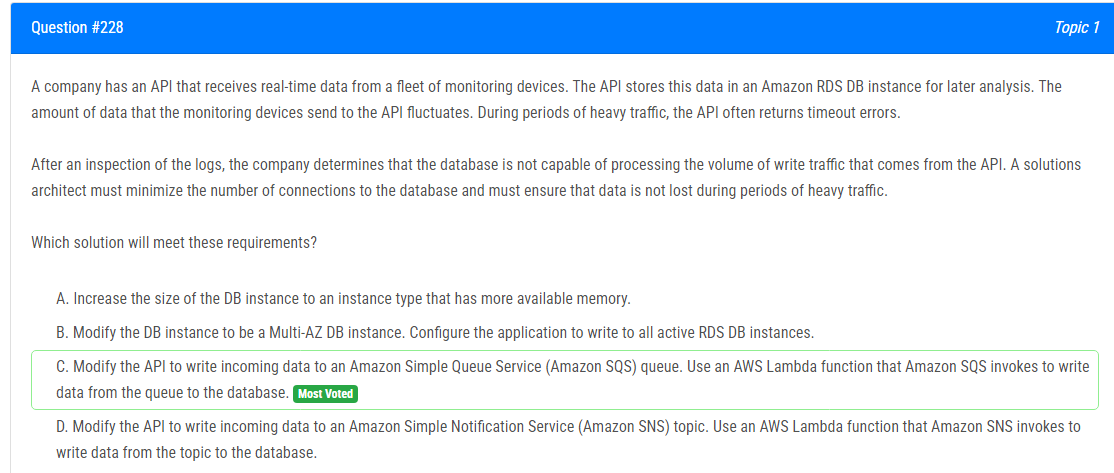 Question #228
Topic 1
A company has an API that receives real-time data from a fleet of monitoring devices. The API stores this data in an Amazon RDS DB instance for later analysis. The
amount of data that the monitoring devices send to the API fluctuates. During periods of heavy traffic, the API often returns timeout errors.
After an inspection of the logs, the company determines that the database is not capable of processing the volume of write traffic that comes from the API. A solutions
architect must minimize the number of connections to the database and must ensure that data is not lost during periods of heavy traffic.
Which solution will meet these requirements?
A. Increase the size of the DB instance to an instance type that has more available memory.
B. Modify the DB instance to be a Multi-AZ DB instance. Configure the application to write to all active RDS DB instances.
C. Modify the API to write incoming data to an Amazon Simple Queue Service (Amazon SQS) queue. Use an AWS Lambda function that Amazon SQS invokes to write
data from the queue to the database. Most Voted
D. Modify the API to write incoming data to an Amazon Simple Notification Service (Amazon SNS) topic. Use an AWS Lambda function that Amazon SNS invokes to
write data from the topic to the database.